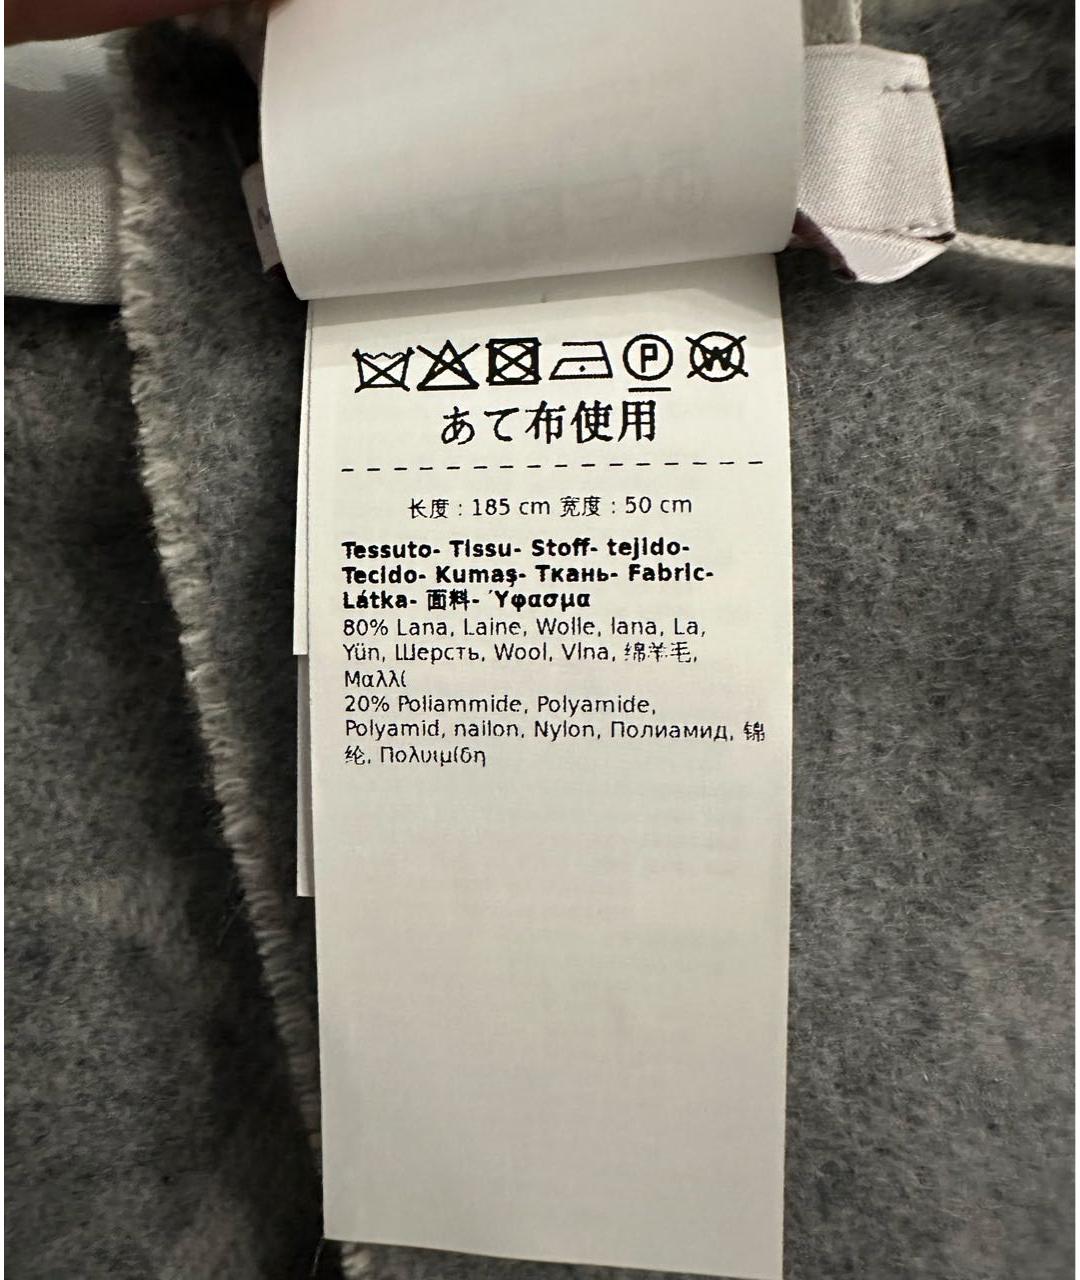 P W
あて布使用
长度 : 185 cm 宽度 : 50 cm
Tessuto- Tissu- Stoff- tejido-
Tecido- Kumaş- Ткань- Fabric-
Látka- 面料- Ύφασμα
80% Lana, Laine, Wolle, lana, La,
Yün, Шерсть, Wool, Vlna, 绵羊毛,
Μαλλί
20% Poliammide, Polyamide,
Polyamid, nailon, Nylon, Полиамид, 锦
纶, Πολυιμίδη